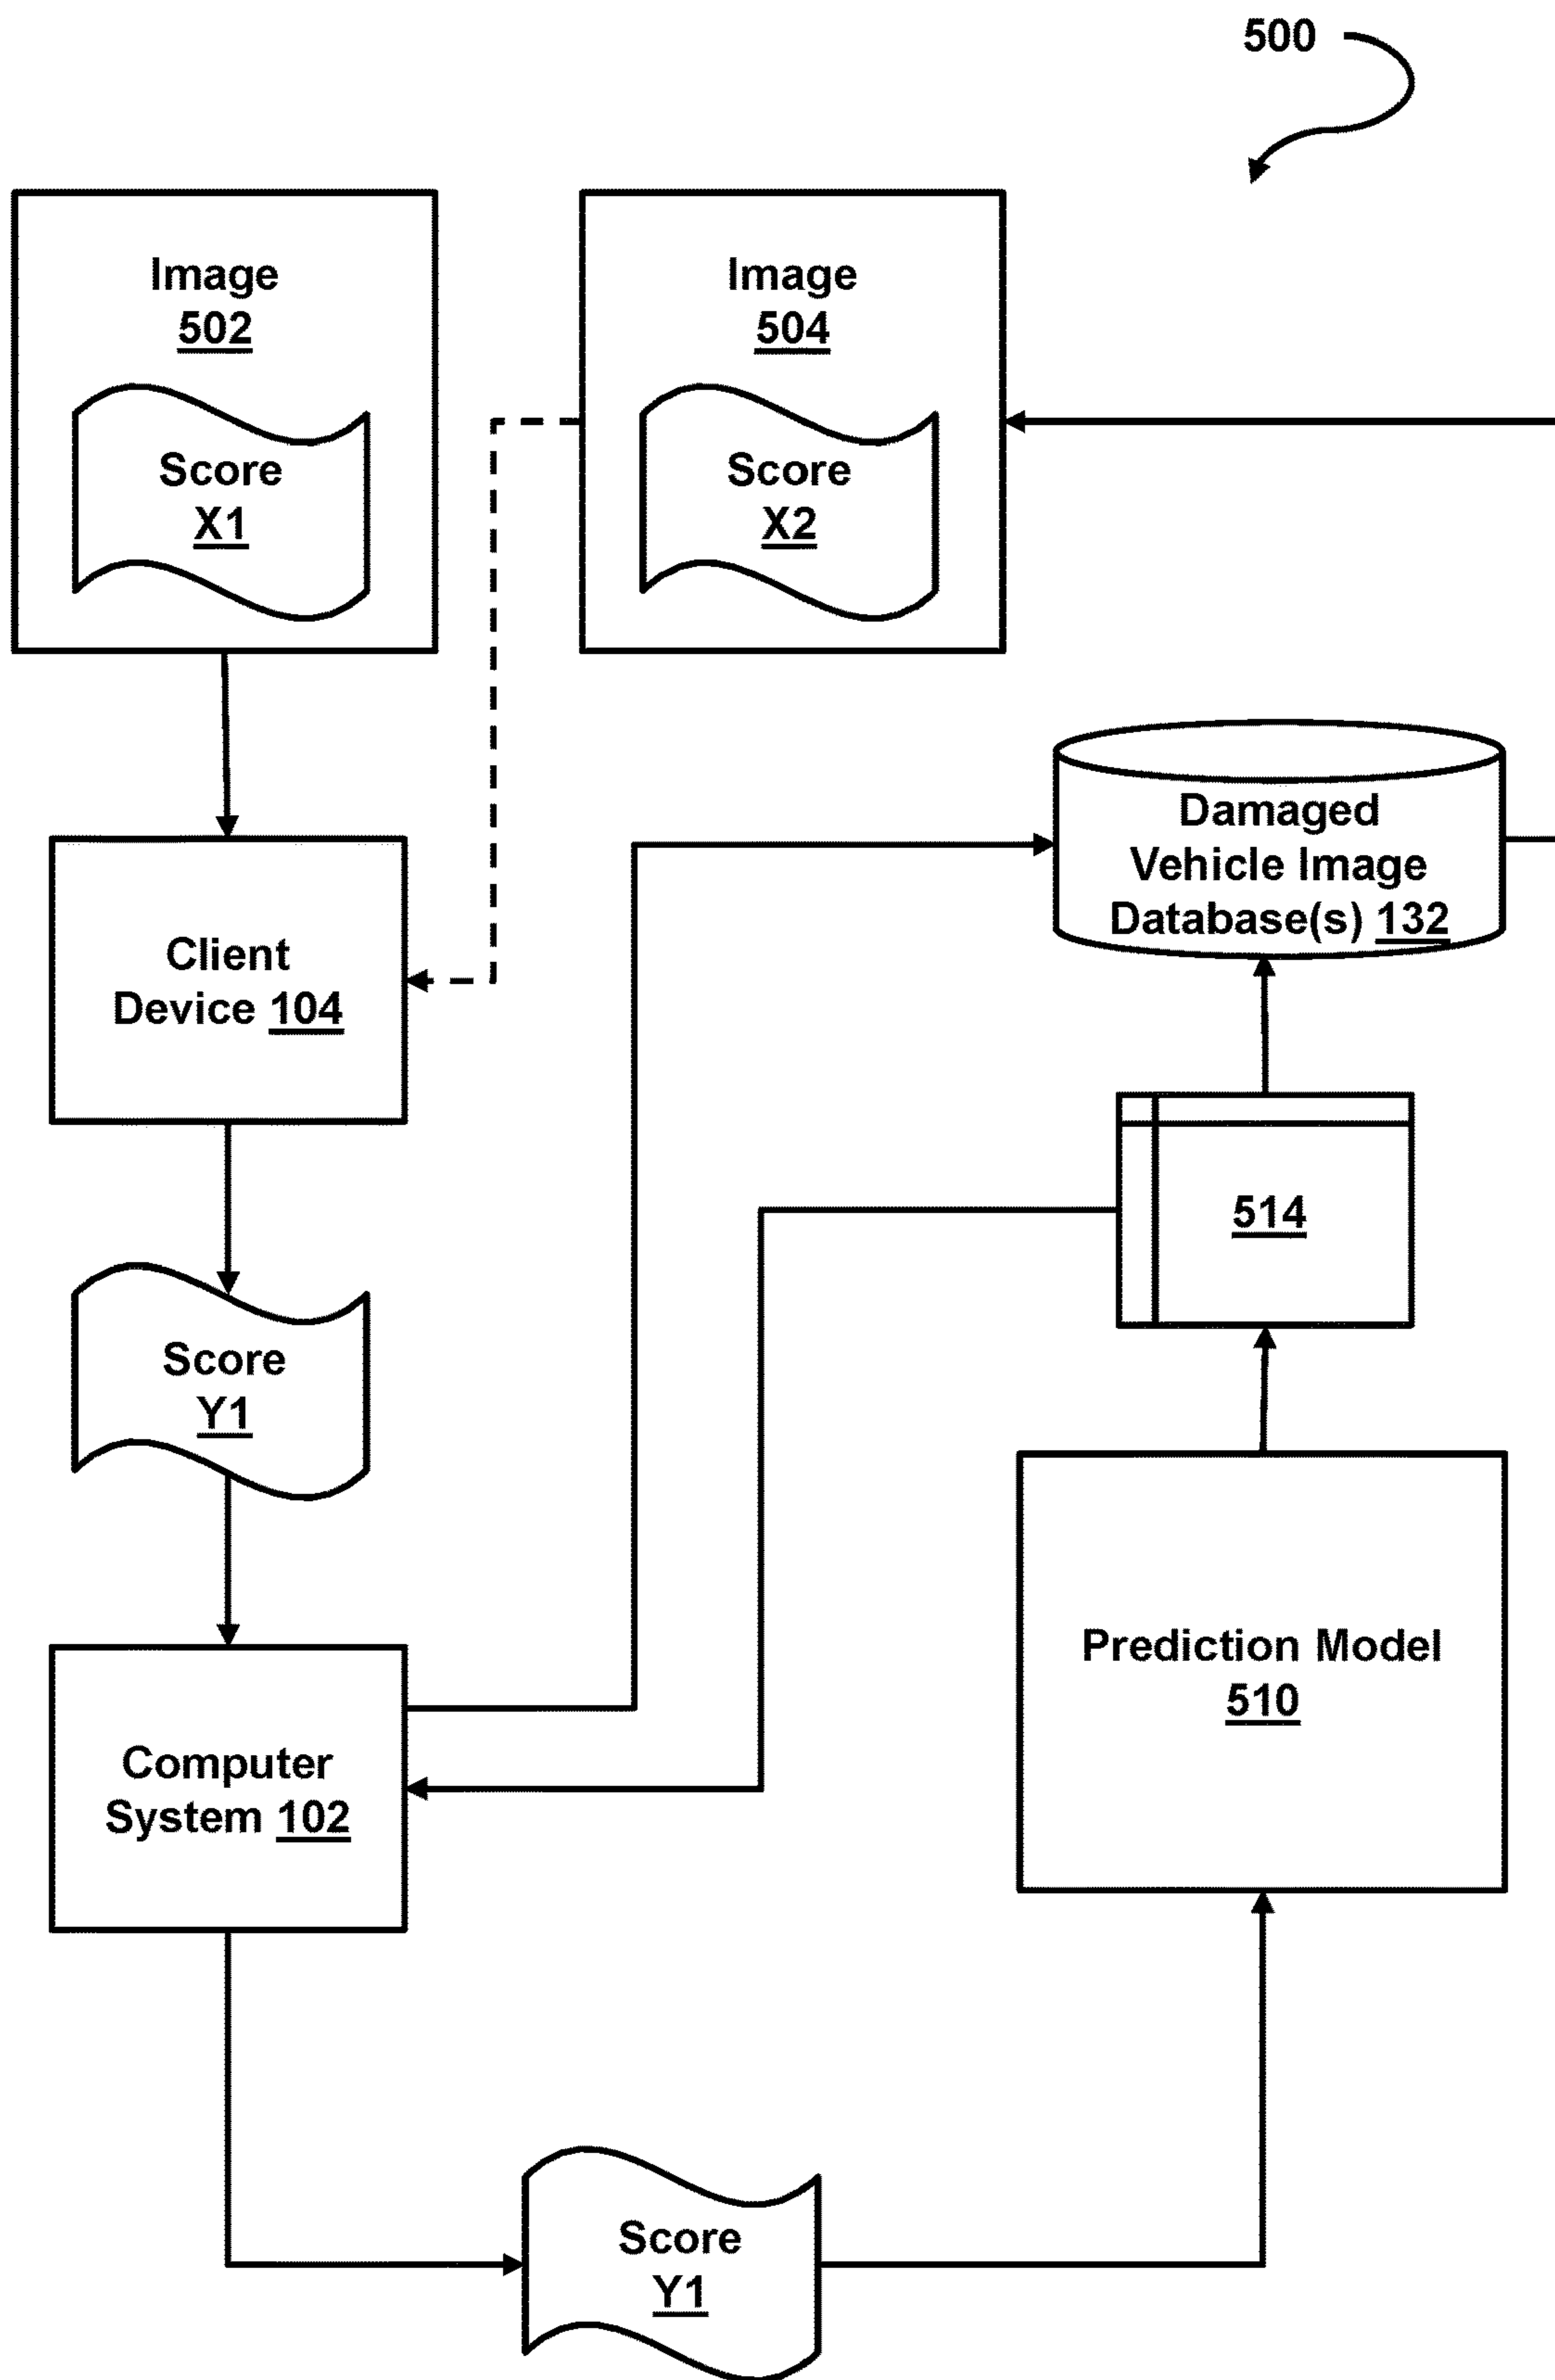 500
Image
502
Score
X1
Image
504
Score
X2
Damaged
Vehicle Image
Database(s) 132
Client
Device 104
514
Score
Y1
Prediction Model
510
Computer
System 102
Score
Y1